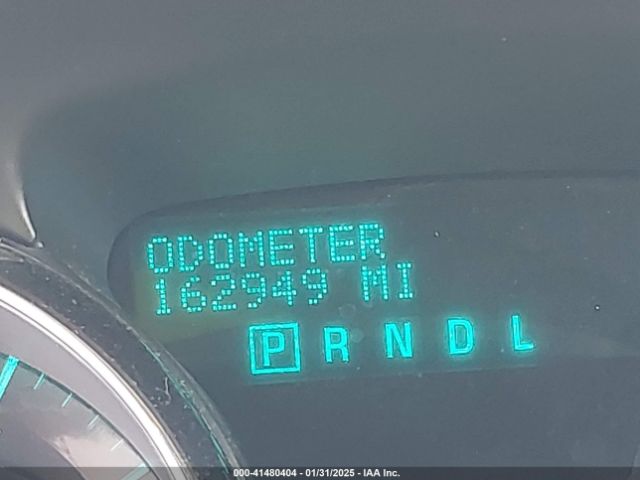 ODOMETER
162949 MI
P R N D L
000-41480404 - 01/31/2025 - IAA Inc.